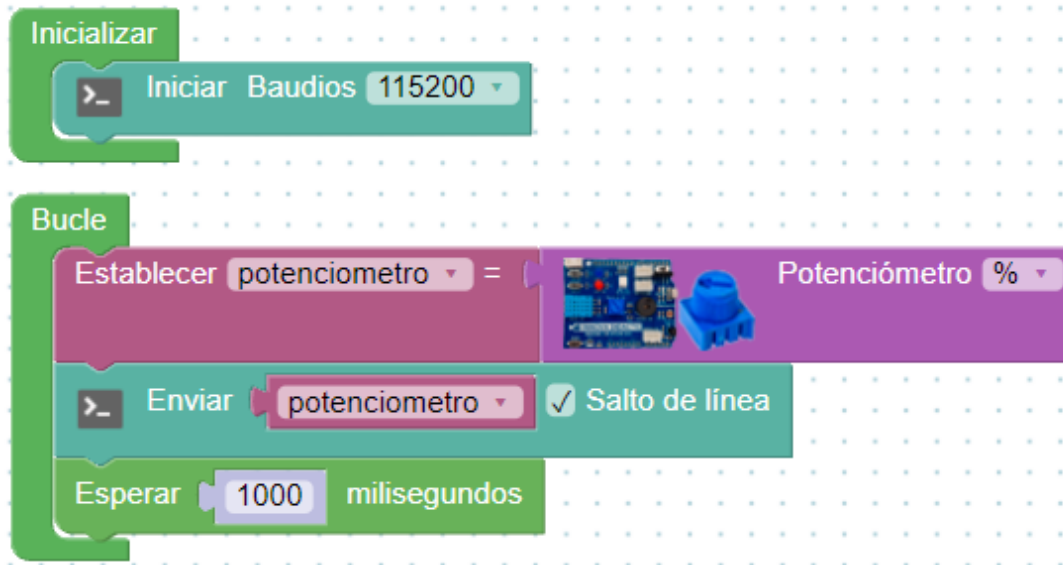 Inicializar
Iniciar Baudios 115200
Bucle
Establecer potenciometro = Potenciómetro %
Enviar potenciometro Salto de línea
Esperar 1000 milisegundos